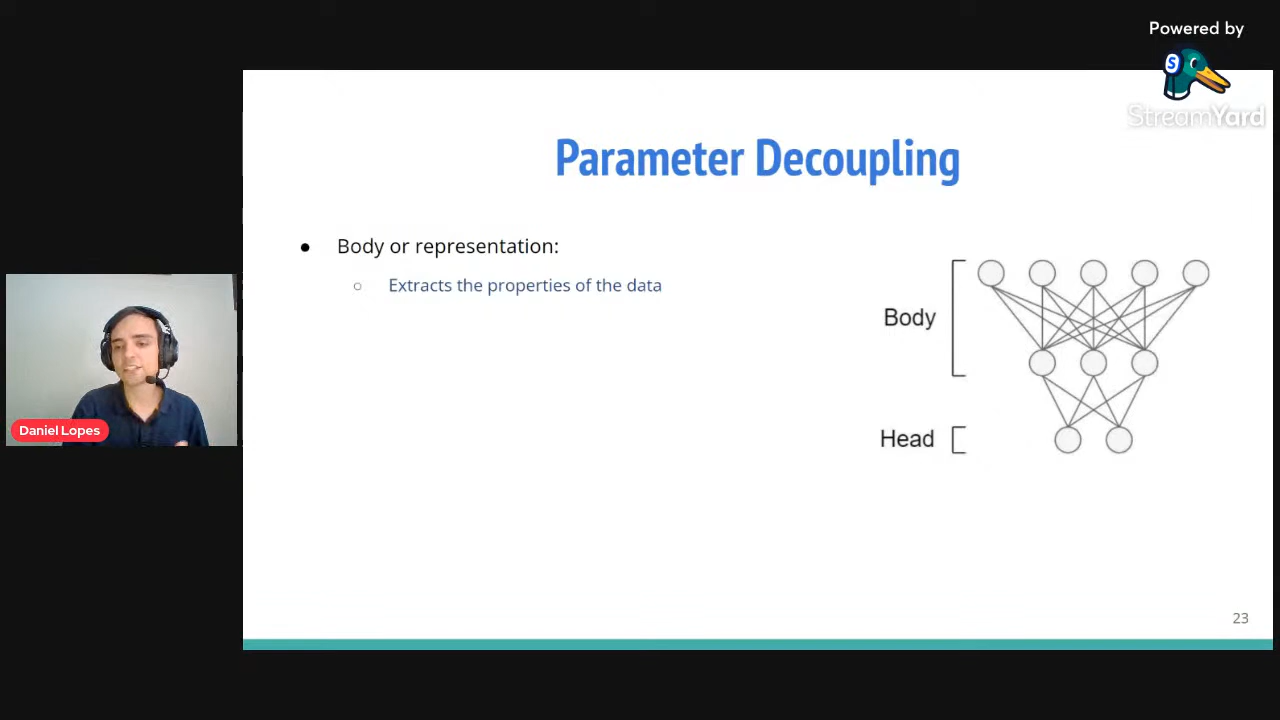 Powered by
S
StreamYard
Parameter Decoupling
● Body or representation:
○ Extracts the properties of the data
Body
Head
Daniel Lopes
23